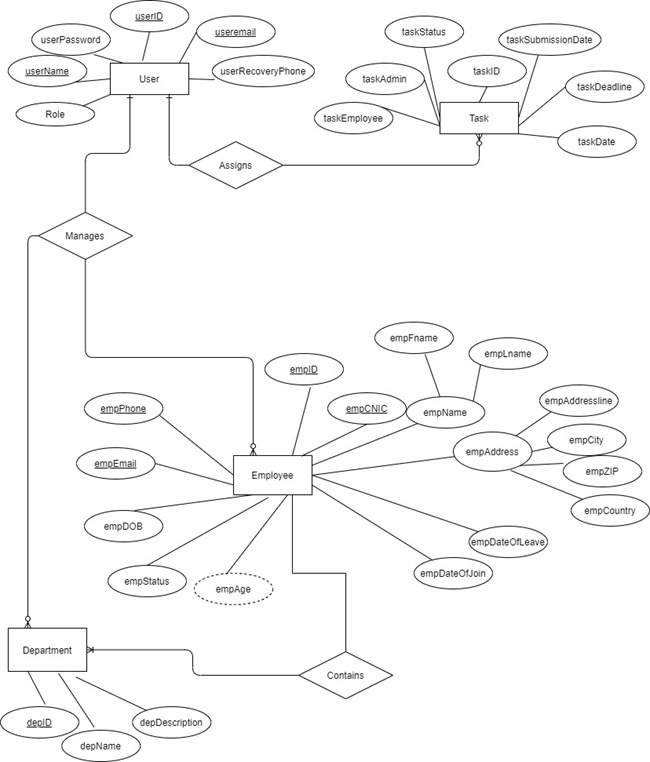 userID
userPassword
useremail
userName
User
userRecoveryPhone
Role
taskStatus
taskSubmissionDate
taskAdmin
taskID
taskDeadline
taskEmployee
Task
taskDate
Assigns
Manages
empFname
empLname
empID
empPhone
empCNIC
empName
empAddressline
empCity
empAddress
empEmail
empZIP
Employee
empCountry
empDOB
empDateOfLeave
empStatus
empAge
empDateOfJoin
Department
Contains
depID
depDescription
depName